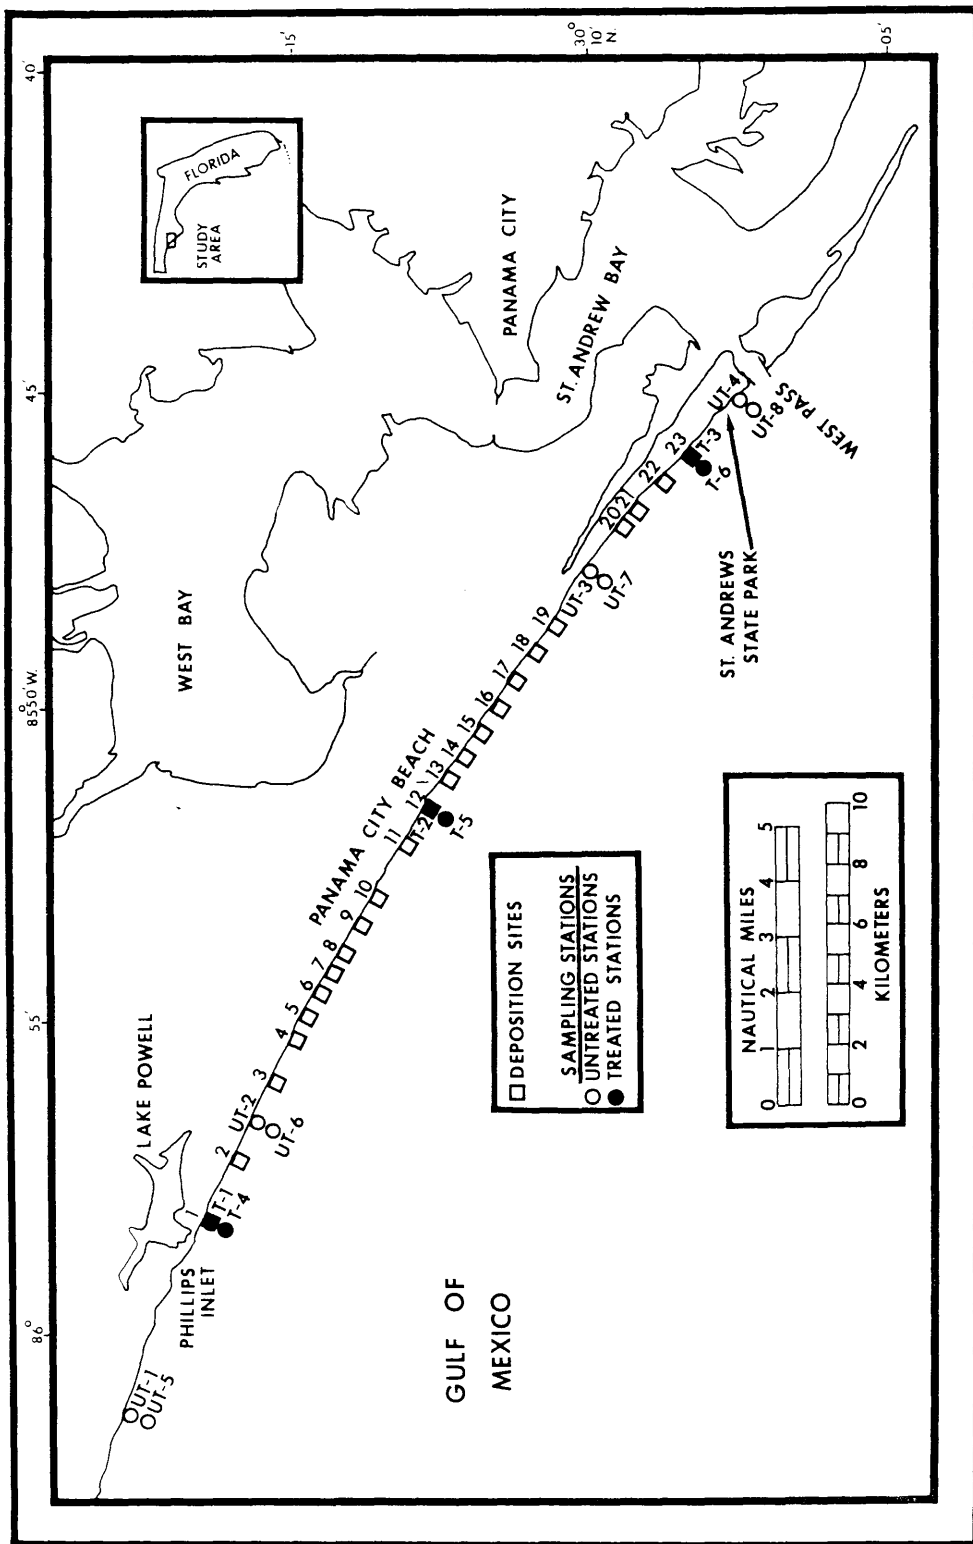 86°
55'
85°50' W.
45'
40'
15'
30°
10'
N.
05'
FLORIDA
STUDY
AREA
WEST BAY
PANAMA CITY
ST. ANDREW BAY
LAKE POWELL
PHILLIPS
INLET
PANAMA CITY BEACH
WEST PASS
ST. ANDREWS
STATE PARK
GULF OF
MEXICO
UT-1
UT-5
1
T-1
T-4
2
UT-2
UT-6
3
4
5
6
7
8
9
10
11
12
T-2
T-5
13
14
15
16
17
18
19
UT-3
UT-7
20
21
22
23
T-3
T-6
UT-4
UT-8
DEPOSITION SITES
SAMPLING STATIONS
UNTREATED STATIONS
TREATED STATIONS
NAUTICAL MILES
0 1 2 3 4 5
0 2 4 6 8 10
KILOMETERS